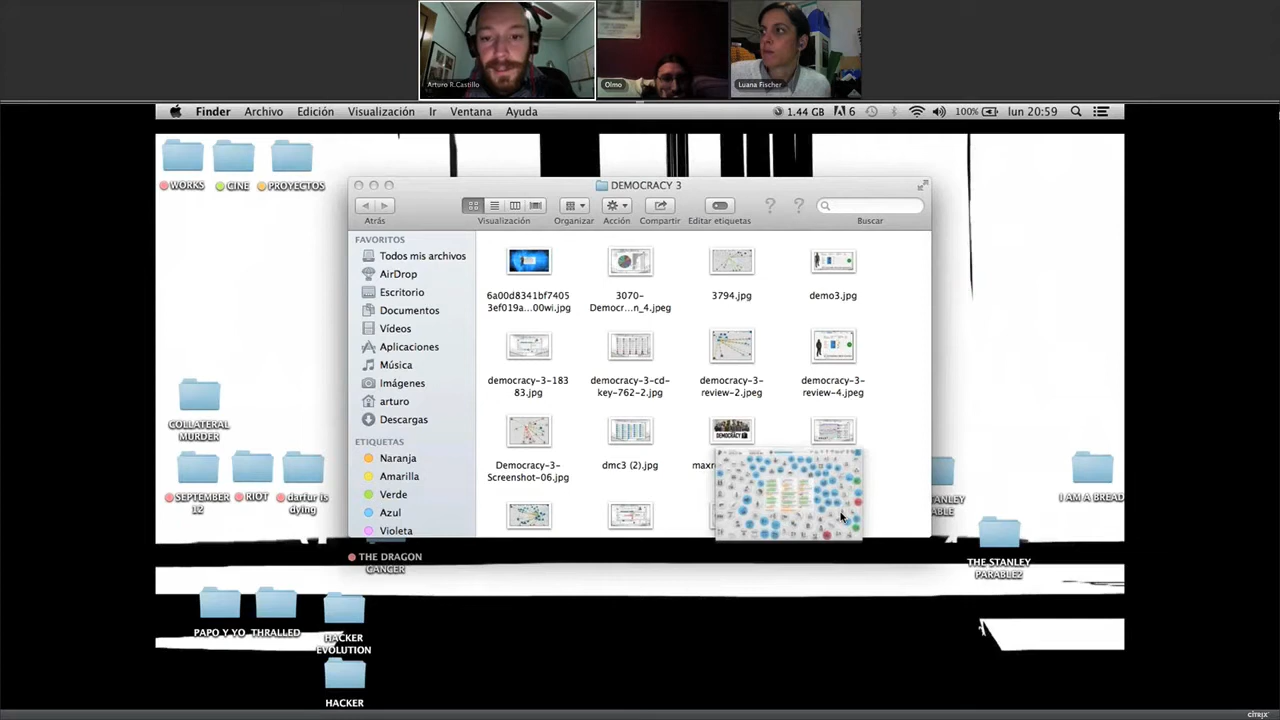 Arturo R.Castillo
Olmo
Luana Fischer
Finder Archivo Edición Visualización Ir Ventana Ayuda
1.44 GB 6 100% lun 20:59
WORKS
CINE
PROYECTOS
DEMOCRACY 3
Atrás
Visualización
Organizar
Acción
Compartir
Editar etiquetas
Buscar
FAVORITOS
Todos mis archivos
AirDrop
Escritorio
Documentos
Vídeos
Aplicaciones
Música
Imágenes
arturo
Descargas
ETIQUETAS
Naranja
Amarilla
Verde
Azul
Violeta
6a00d8341bf7405
3ef019a...00wi.jpg
3070-
Democr...n_4.jpeg
3794.jpg
demo3.jpg
democracy-3-183
83.jpg
democracy-3-cd-
key-762-2.jpg
democracy-3-
review-2.jpeg
democracy-3-
review-4.jpeg
DEMOCRACY
Democracy-3-
Screenshot-06.jpg
dmc3 (2).jpg
COLLATERAL
MURDER
SEPTEMBER
12
RIOT
darfur is
dying
I AM A BREAD
THE STANLEY
PARABLE2
THE DRAGON
CANCER
PAPO Y YO
THRALLED
HACKER
EVOLUTION
HACKER
CITRIX